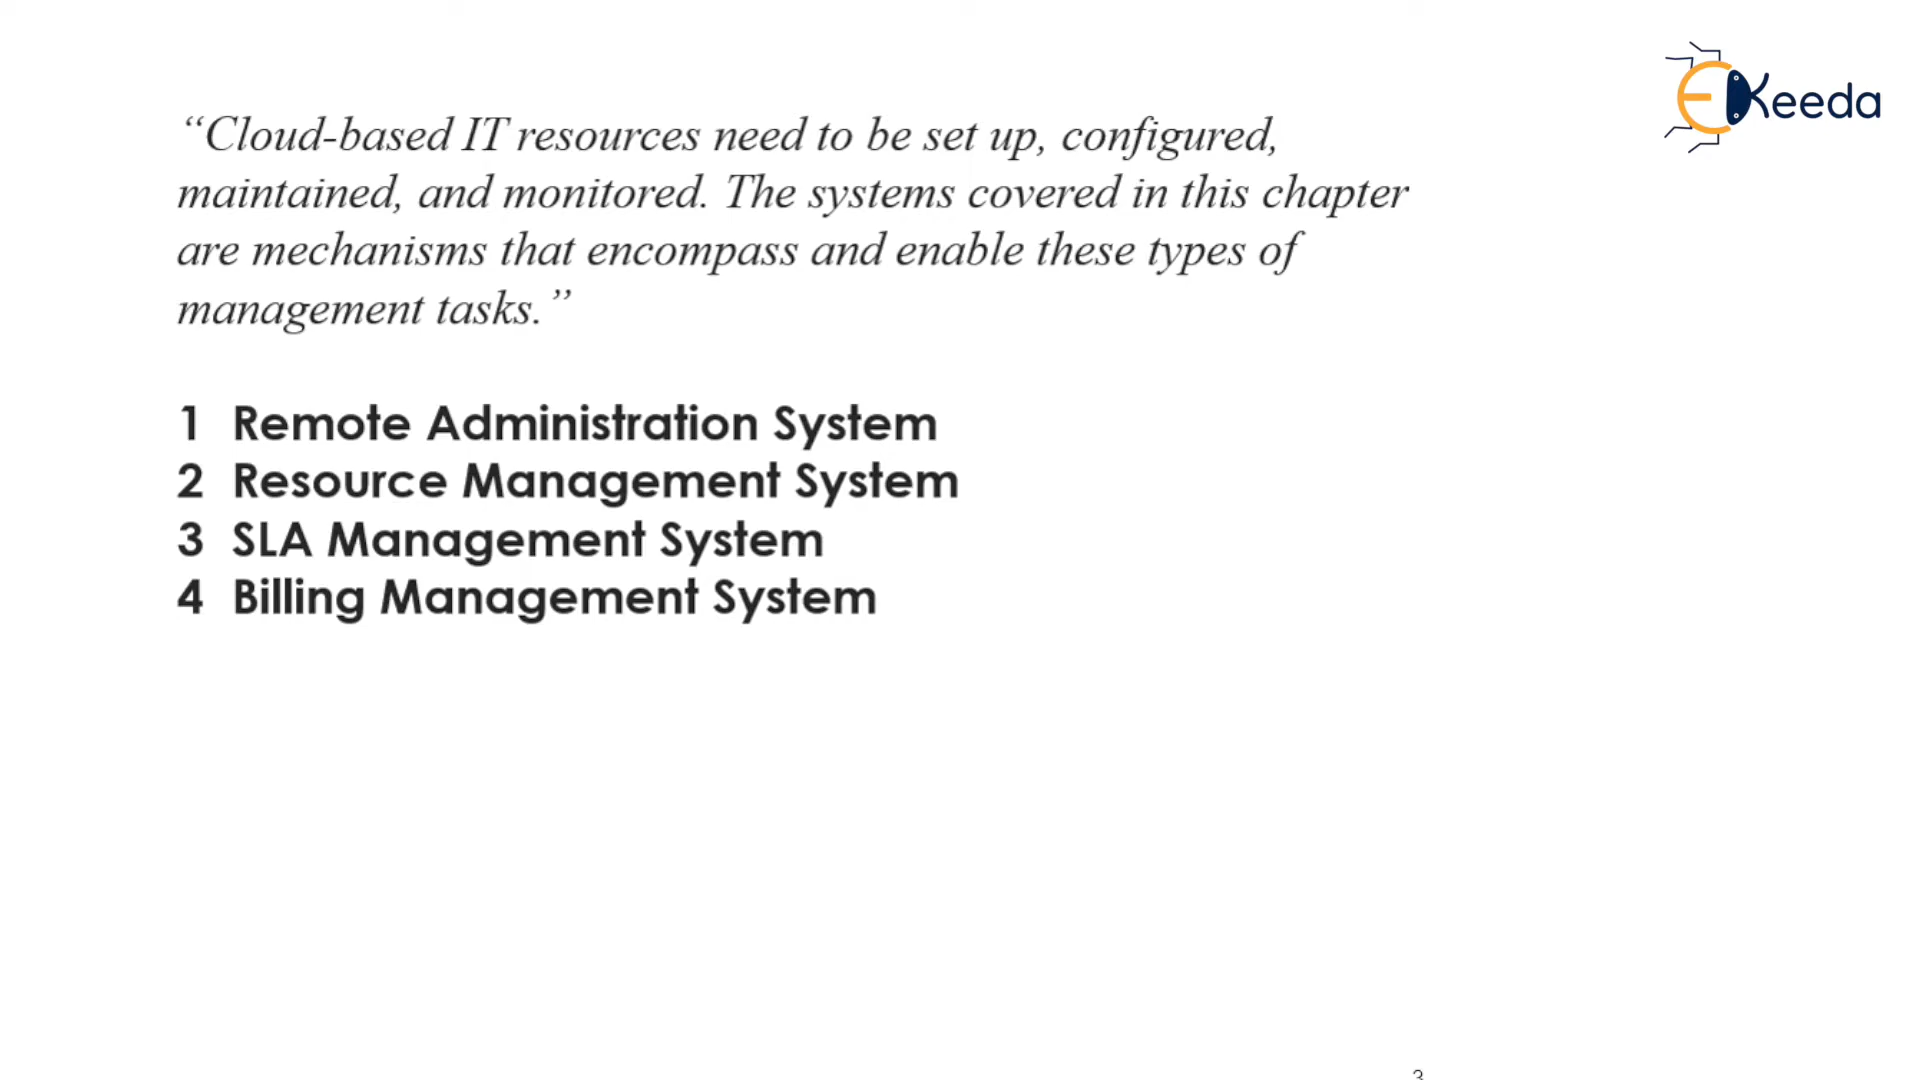 EKeeda
“Cloud-based IT resources need to be set up, configured,
maintained, and monitored. The systems covered in this chapter
are mechanisms that encompass and enable these types of
management tasks.”
1 Remote Administration System
2 Resource Management System
3 SLA Management System
4 Billing Management System
3